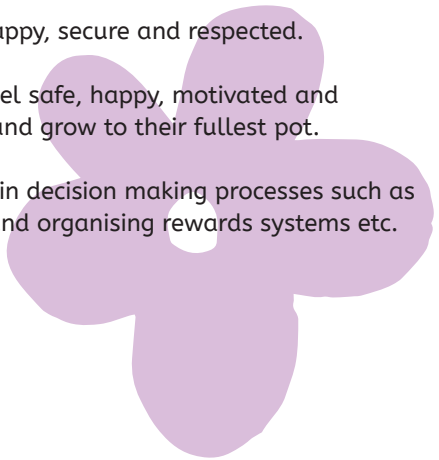 appy, secure and respected.
el safe, happy, motivated and
and grow to their fullest pot.
in decision making processes such as
nd organising rewards systems etc.